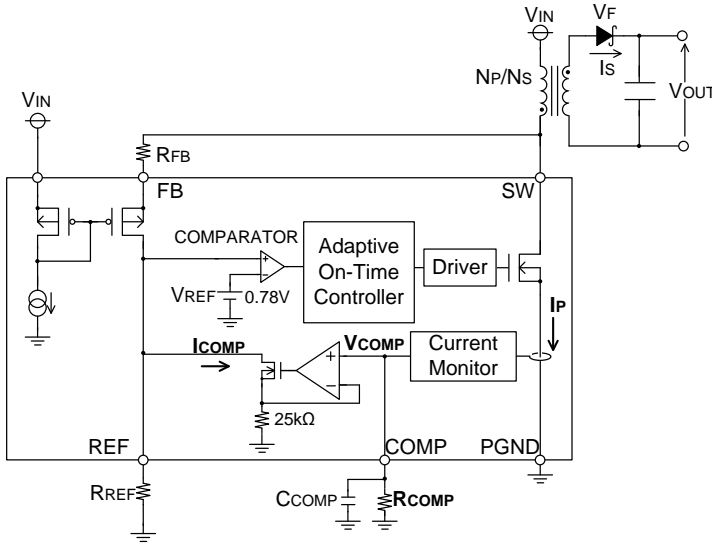 VIN
VF
IS
NP/NS
VOUT
VIN
RFB
FB
SW
COMPARATOR
Adaptive
On-Time
Controller
Driver
VREF
0.78V
IP
ICOMP
VCOMP
Current
Monitor
25kΩ
REF
COMP
PGND
RREF
CCOMP
RCOMP
+
-
+
-